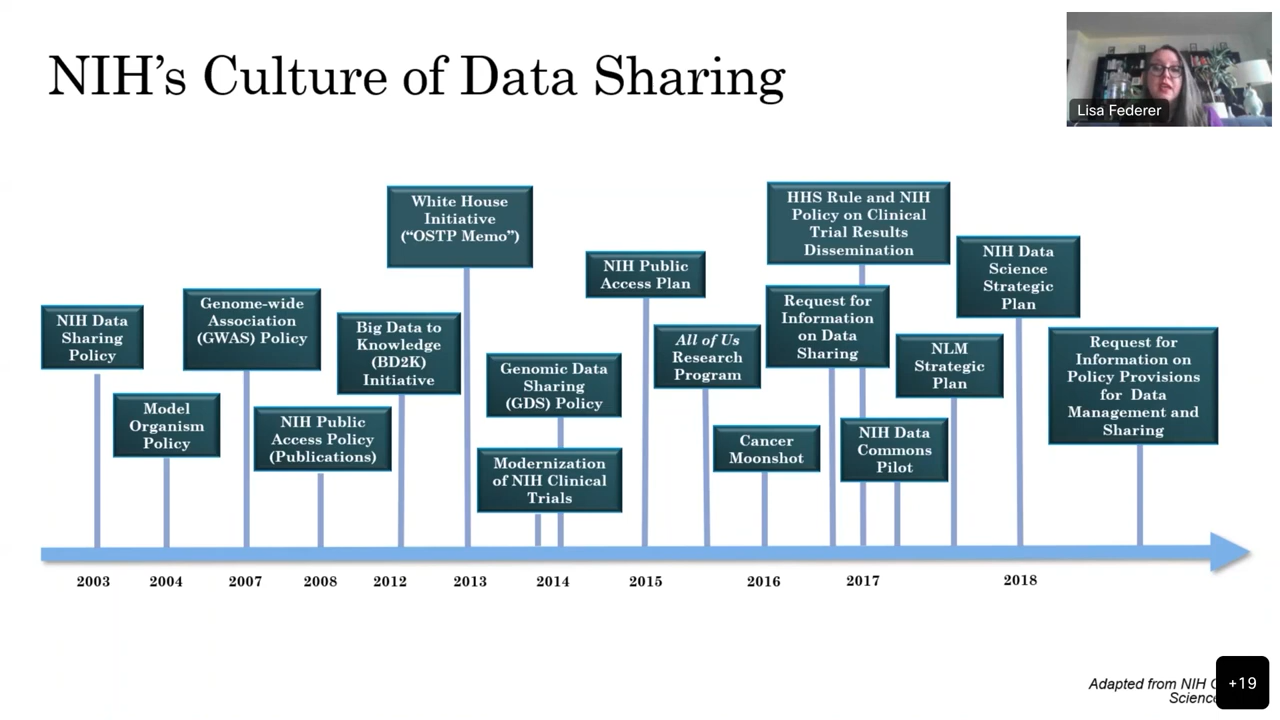 NIH’s Culture of Data Sharing
Lisa Federer
NIH Data
Sharing
Policy
Model
Organism
Policy
Genome-wide
Association
(GWAS) Policy
NIH Public
Access Policy
(Publications)
Big Data to
Knowledge
(BD2K)
Initiative
White House
Initiative
(“OSTP Memo”)
Genomic Data
Sharing
(GDS) Policy
Modernization
of NIH Clinical
Trials
NIH Public
Access Plan
All of Us
Research
Program
Cancer
Moonshot
HHS Rule and NIH
Policy on Clinical
Trial Results
Dissemination
Request for
Information
on Data
Sharing
NIH Data
Commons
Pilot
NLM
Strategic
Plan
NIH Data
Science
Strategic
Plan
Request for
Information on
Policy Provisions
for Data
Management and
Sharing
2003 2004 2007 2008 2012 2013 2014 2015 2016 2017 2018
Adapted from NIH
Science
+19